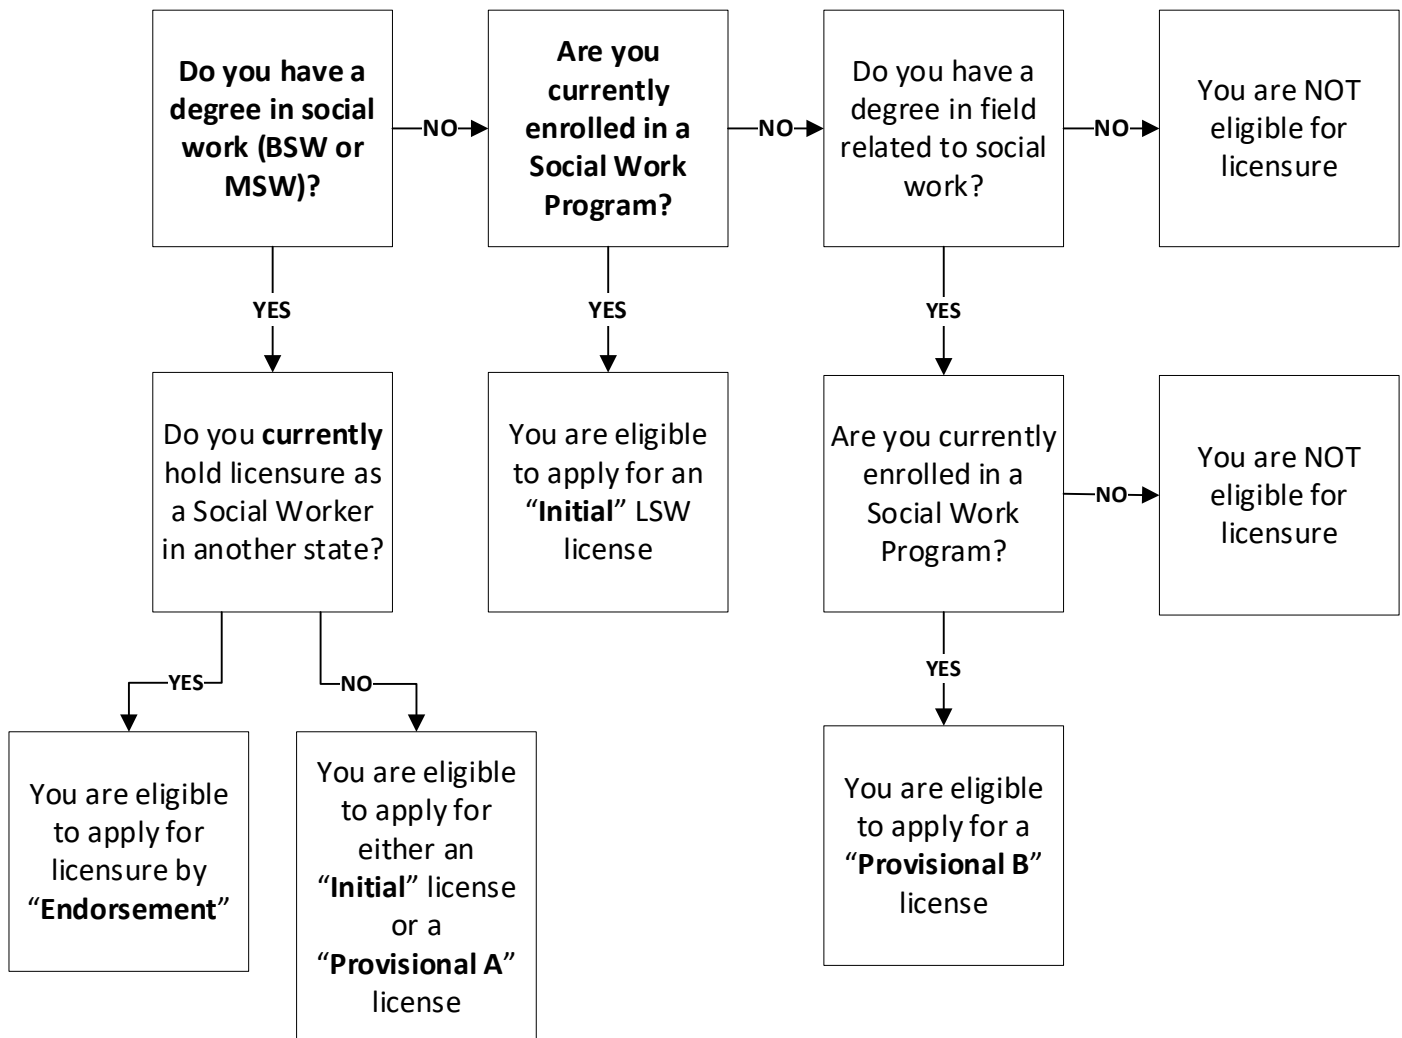 Do you have a
degree in social
work (BSW or
MSW)?
NO
Are you
currently
enrolled in a
Social Work
Program?
NO
Do you have a
degree in field
related to social
work?
NO
You are NOT
eligible for
licensure
YES
YES
YES
Do you currently
hold licensure as
a Social Worker
in another state?
You are eligible
to apply for an
“Initial” LSW
license
Are you currently
enrolled in a
Social Work
Program?
NO
You are NOT
eligible for
licensure
YES
NO
YES
You are eligible
to apply for
licensure by
“Endorsement”
You are eligible
to apply for
either an
“Initial” license
or a
“Provisional A”
license
You are eligible
to apply for a
“Provisional B”
license